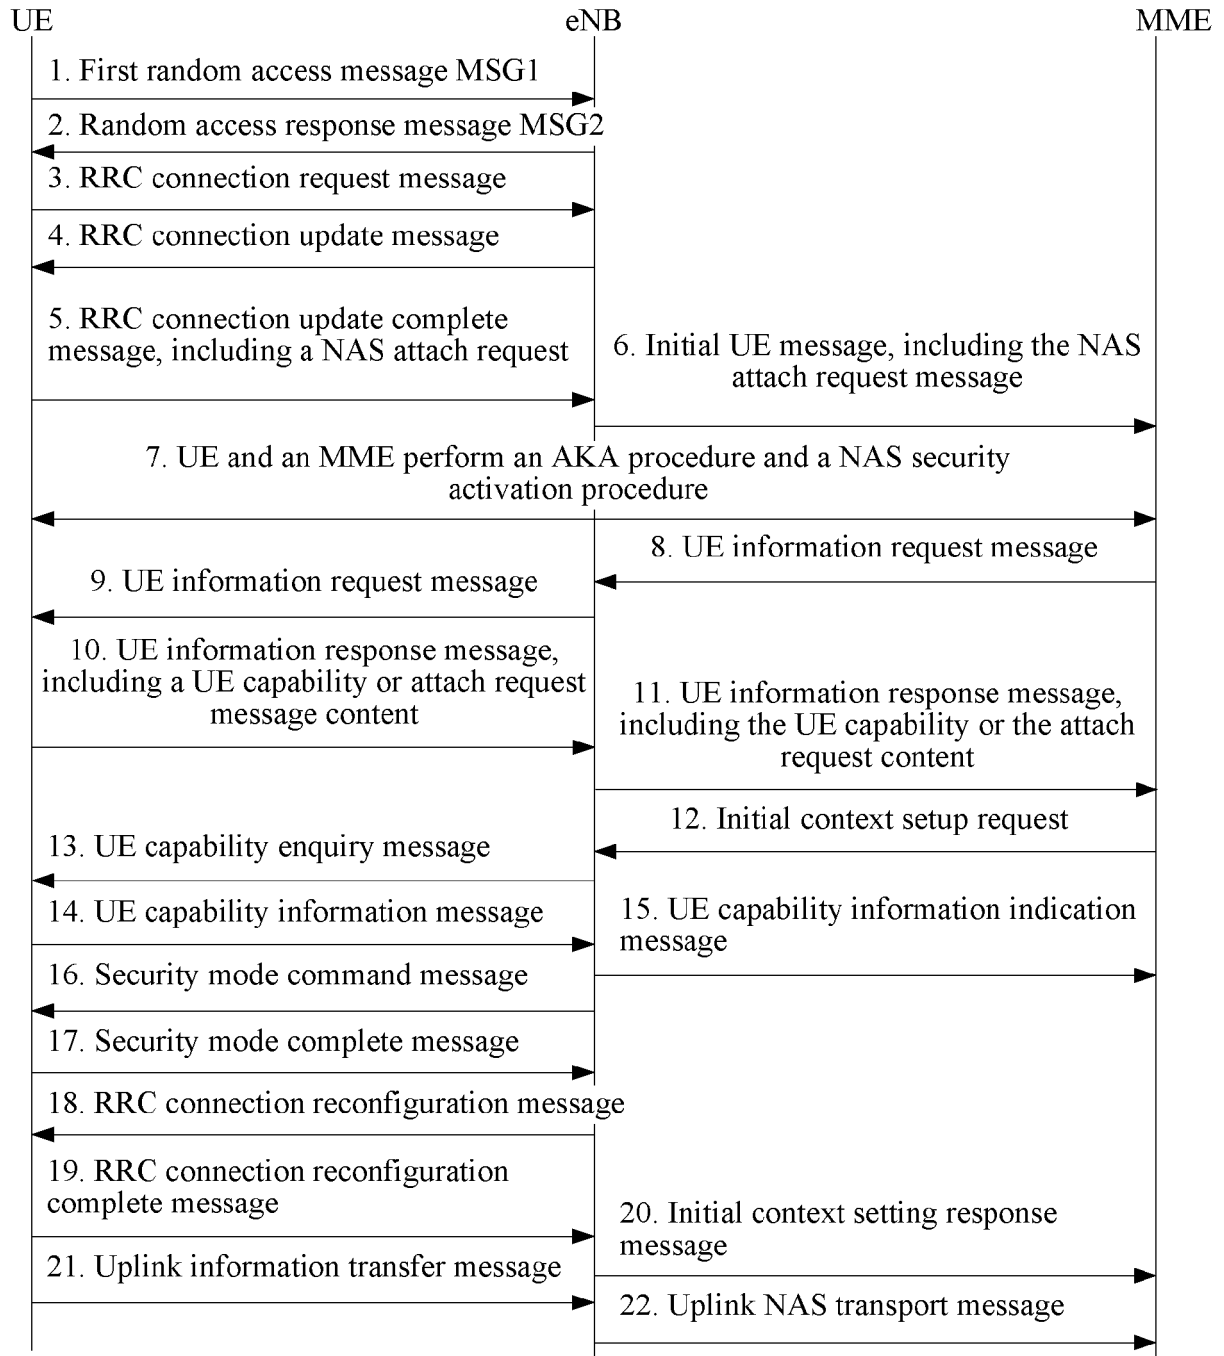 UE eNB MME
1. First random access message MSG1
2. Random access response message MSG2
3. RRC connection request message
4. RRC connection update message
5. RRC connection update complete
message, including a NAS attach request
6. Initial UE message, including the NAS
attach request message
7. UE and an MME perform an AKA procedure and a NAS security
activation procedure
8. UE information request message
9. UE information request message
10. UE information response message,
including a UE capability or attach request
message content
11. UE information response message,
including the UE capability or the attach
request content
12. Initial context setup request
13. UE capability enquiry message
14. UE capability information message
15. UE capability information indication
message
16. Security mode command message
17. Security mode complete message
18. RRC connection reconfiguration message
19. RRC connection reconfiguration
complete message
20. Initial context setting response
message
21. Uplink information transfer message
22. Uplink NAS transport message